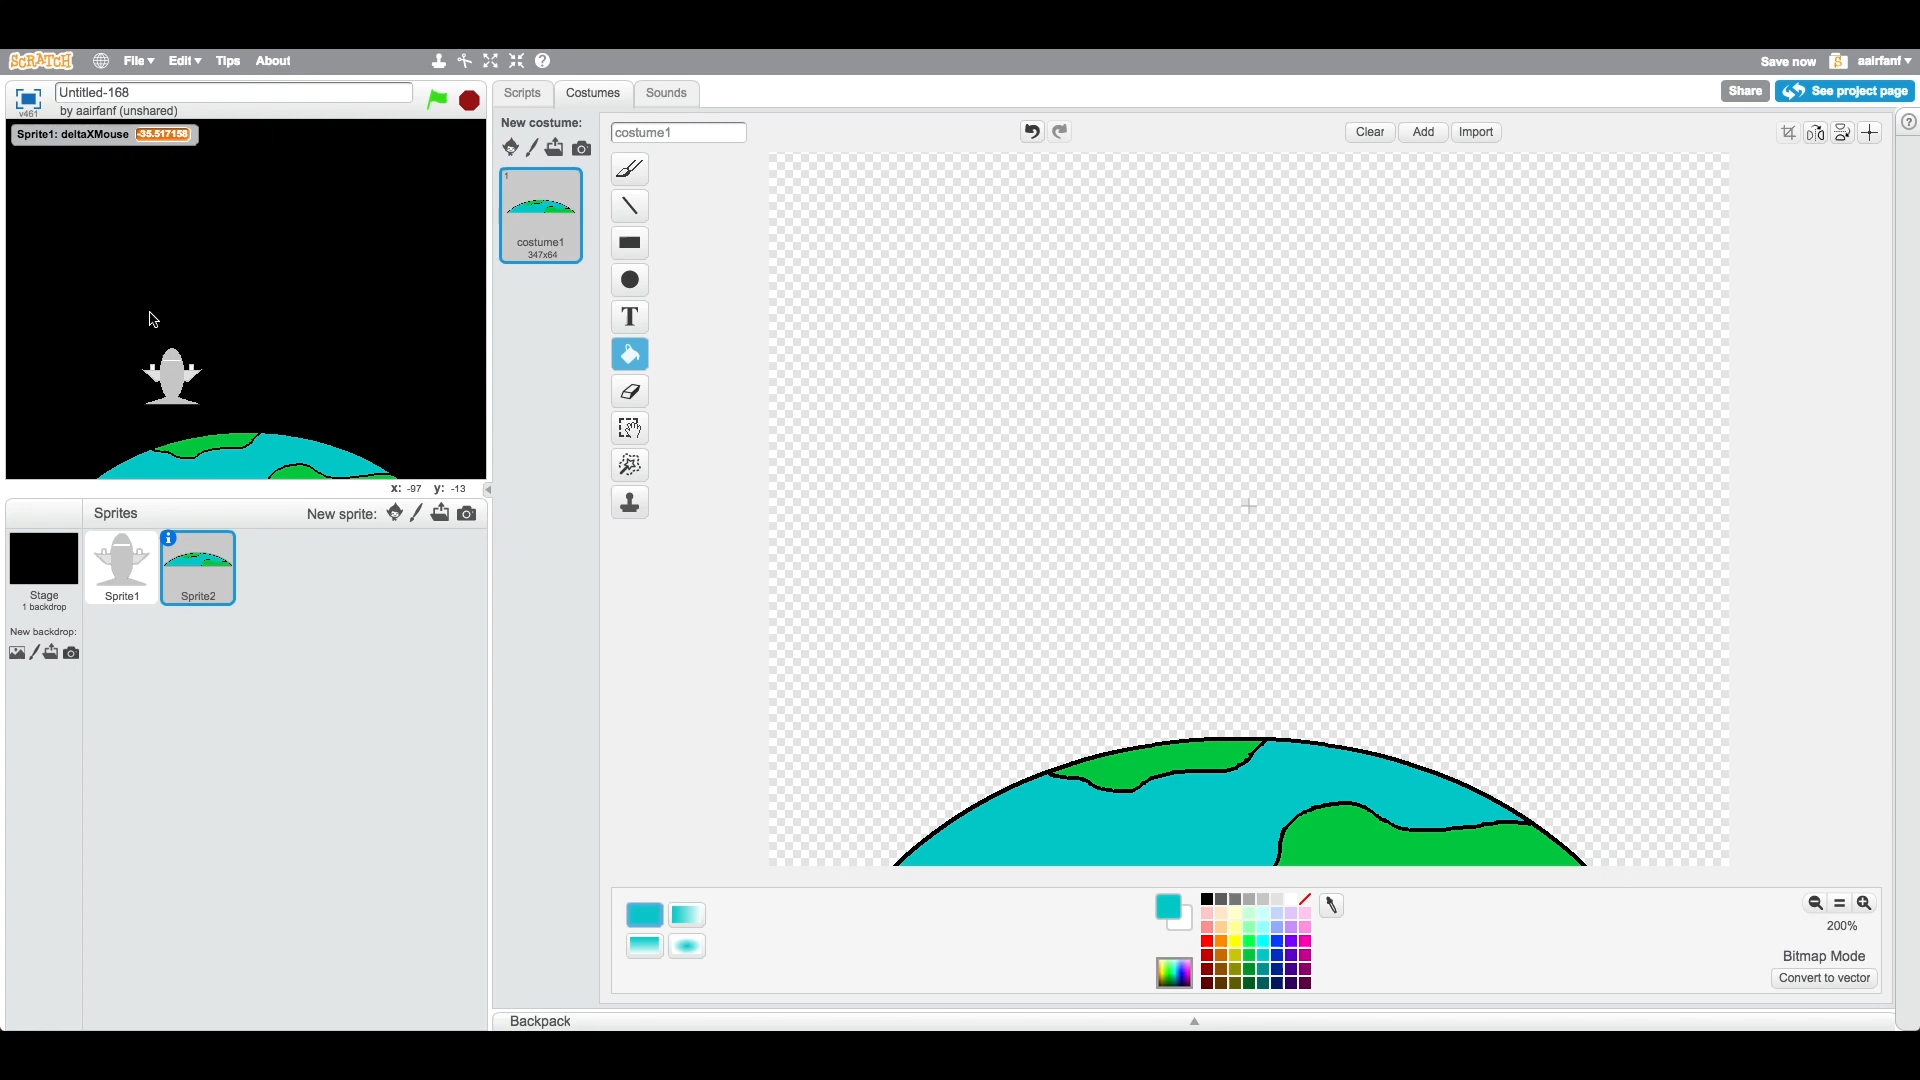 SCRATCH File Edit Tips About Save now aairfanf
v461 Untitled-168
by aairfanf (unshared)
Scripts Costumes Sounds Share See project page
Sprite1: deltaXMouse -35.517158
New costume:
costume1 Clear Add Import
1
costume1
347x64
T
x: -97 y: -13
Sprites New sprite:
Stage
1 backdrop
Sprite1 Sprite2
New backdrop:
200%
Bitmap Mode
Convert to vector
Backpack